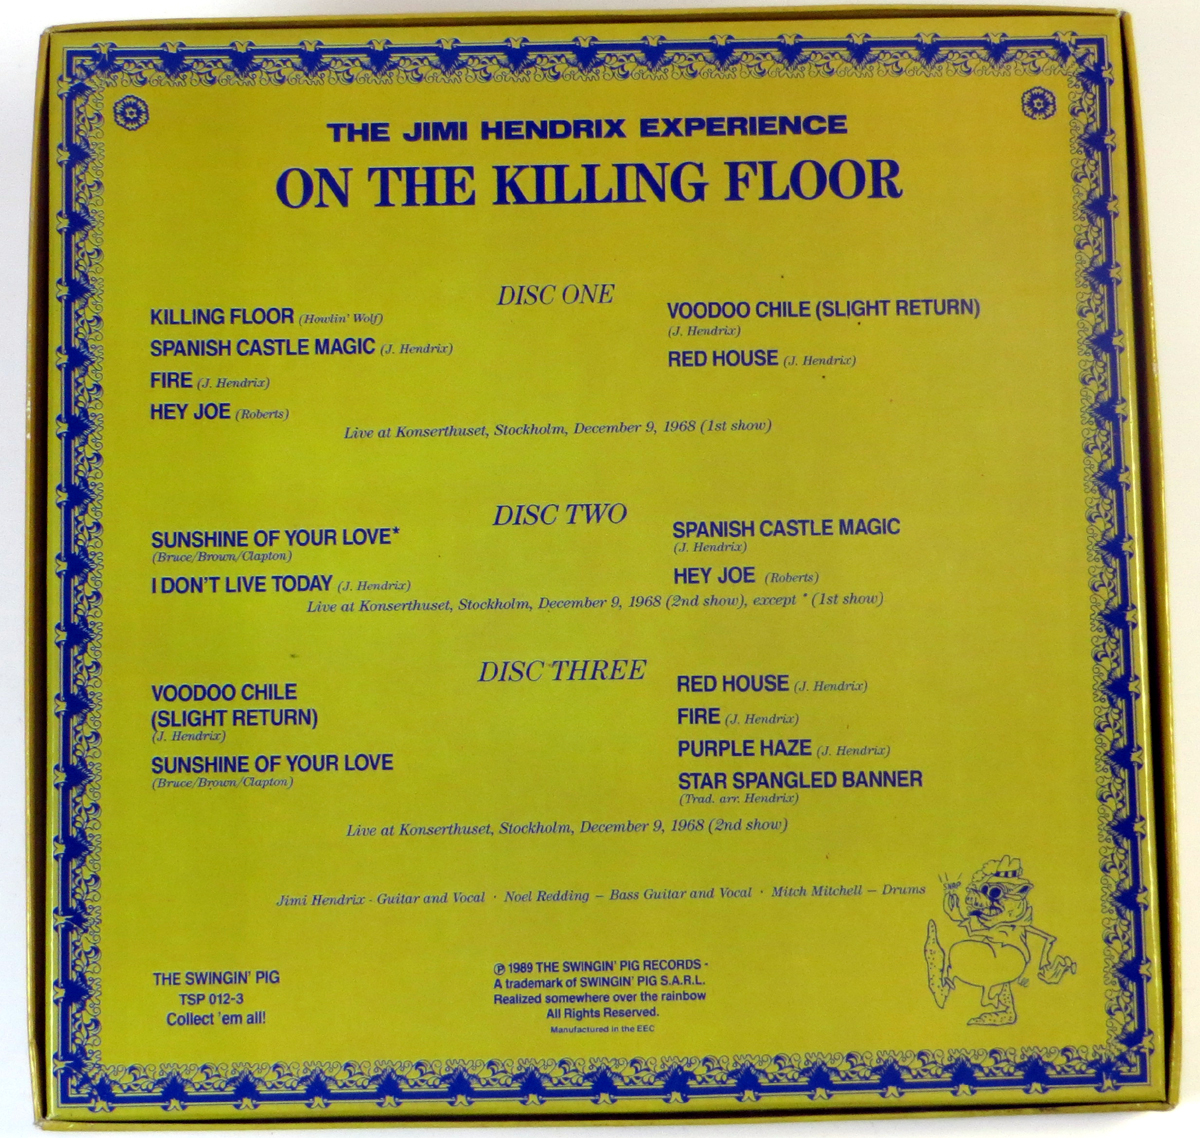 THE JIMI HENDRIX EXPERIENCE
ON THE KILLING FLOOR
DISC ONE
KILLING FLOOR (Howlin' Wolf)
SPANISH CASTLE MAGIC (J. Hendrix)
FIRE (J. Hendrix)
HEY JOE (Roberts)
VOODOO CHILE (SLIGHT RETURN)
(J. Hendrix)
RED HOUSE (J. Hendrix)
Live at Konserthuset, Stockholm, December 9, 1968 (1st show)
DISC TWO
SUNSHINE OF YOUR LOVE*
(Bruce/Brown/Clapton)
I DON'T LIVE TODAY (J. Hendrix)
SPANISH CASTLE MAGIC
(J. Hendrix)
HEY JOE (Roberts)
Live at Konserthuset, Stockholm, December 9, 1968 (2nd show), except * (1st show)
DISC THREE
VOODOO CHILE
(SLIGHT RETURN)
(J. Hendrix)
SUNSHINE OF YOUR LOVE
(Bruce/Brown/Clapton)
RED HOUSE (J. Hendrix)
FIRE (J. Hendrix)
PURPLE HAZE (J. Hendrix)
STAR SPANGLED BANNER
(Trad. arr. Hendrix)
Live at Konserthuset, Stockholm, December 9, 1968 (2nd show)
Jimi Hendrix - Guitar and Vocal · Noel Redding – Bass Guitar and Vocal · Mitch Mitchell – Drums
SNAP
THE SWINGIN' PIG
TSP 012-3
Collect 'em all!
℗ 1989 THE SWINGIN' PIG RECORDS -
A trademark of SWINGIN' PIG S.A.R.L.
Realized somewhere over the rainbow
All Rights Reserved.
Manufactured in the EEC